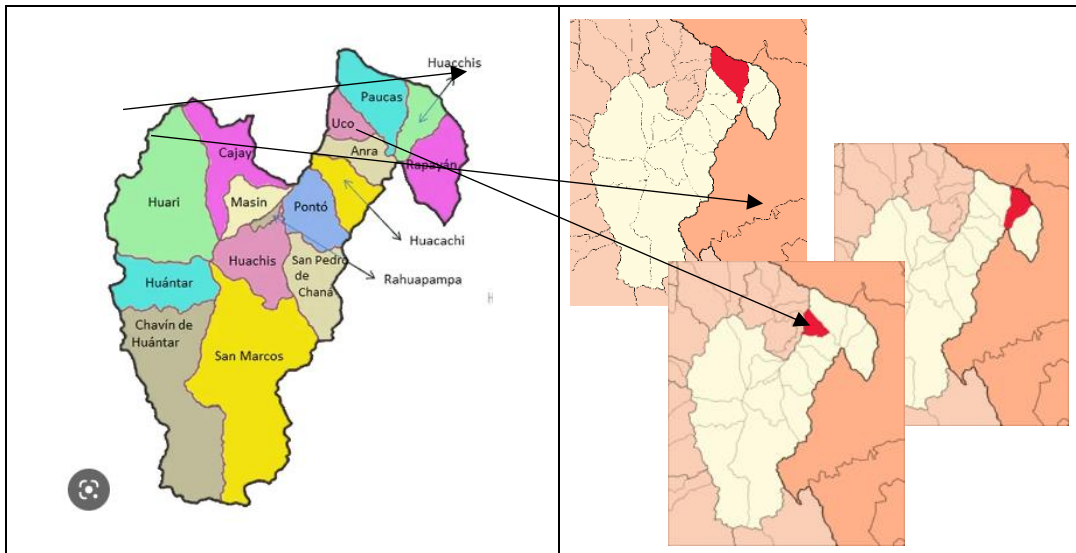 Huacchis
Paucas
Uco
Anra
Cajay
Rapayán
Huari
Masin
Pontó
Huacachi
Huachis
San Pedro
de
Chaná
Rahuapampa
Huántar
Chavín de
Huántar
San Marcos
H